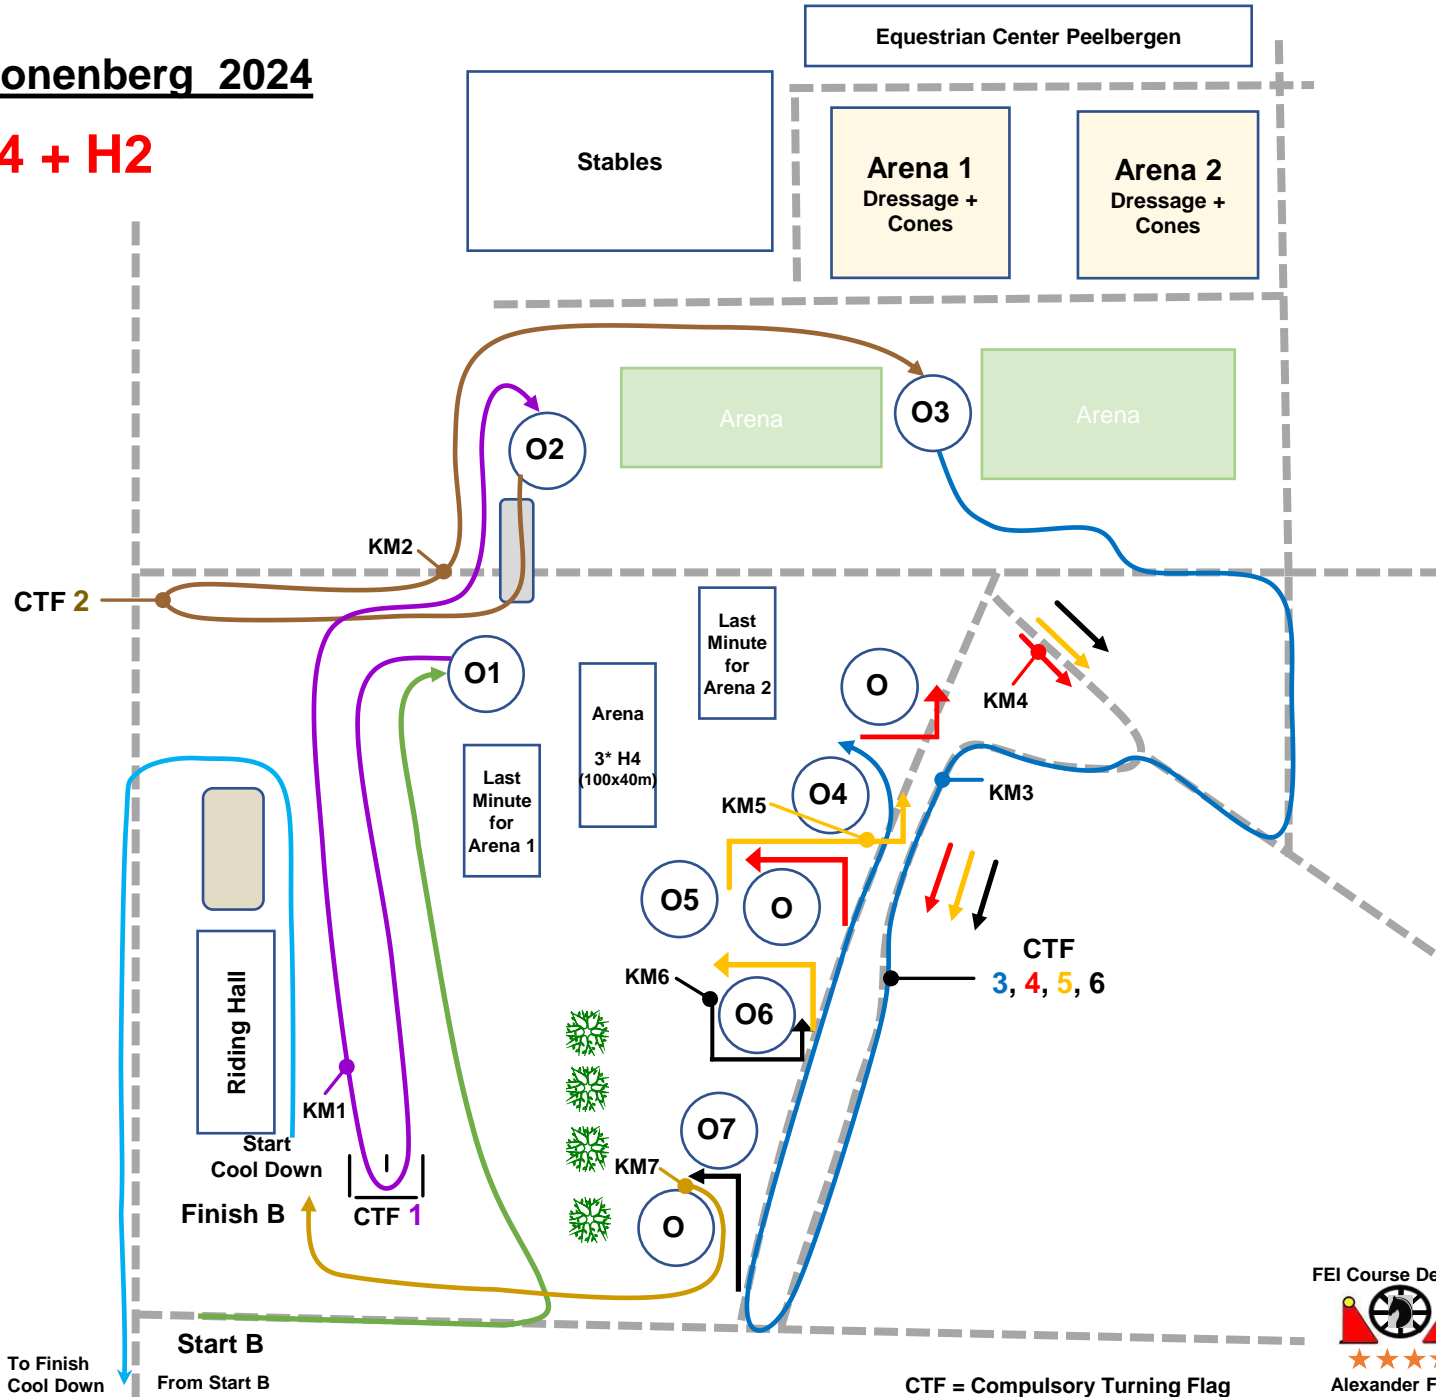 Equestrian Center Peelbergen
onenberg 2024
4 + H2
Stables
Arena 1
Dressage +
Cones
Arena 2
Dressage +
Cones
Arena
O3
Arena
O2
KM2
CTF 2
O1
Last
Minute
for
Arena 2
O
KM4
Arena
3* H4
(100x40m)
Last
Minute
for
Arena 1
O4
KM5
KM3
O5
O
CTF
3, 4, 5, 6
KM6
O6
Riding Hall
KM1
O7
Start
Cool Down
KM7
Finish B
CTF 1
O
FEI Course De
Start B
To Finish
Cool Down
From Start B
CTF = Compulsory Turning Flag
Alexander F